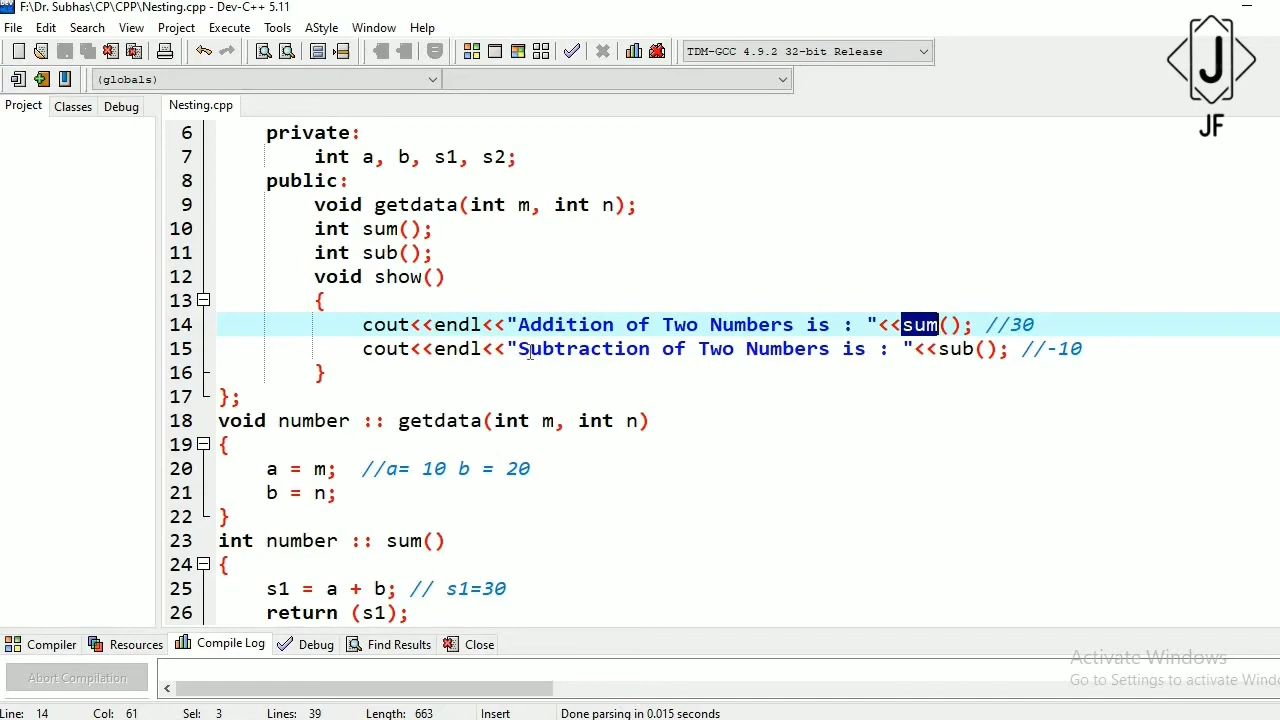 F:\Dr. Subhas\CP\CPP\Nesting.cpp - Dev-C++ 5.11
File Edit Search View Project Execute Tools AStyle Window Help
TDM-GCC 4.9.2 32-bit Release
(globals)
J
JF
Project Classes Debug Nesting.cpp
6 private:
7 int a, b, s1, s2;
8 public:
9 void getdata(int m, int n);
10 int sum();
11 int sub();
12 void show()
13 {
14 cout<<endl<<"Addition of Two Numbers is : "<<sum(); //30
15 cout<<endl<<"Subtraction of Two Numbers is : "<<sub(); //-10
16 }
17 };
18 void number :: getdata(int m, int n)
19 {
20 a = m; //a= 10 b = 20
21 b = n;
22 }
23 int number :: sum()
24 {
25 s1 = a + b; // s1=30
26 return (s1);
Compiler Resources Compile Log Debug Find Results Close
Abort Compilation
Activate Windows
Go to Settings to activate Windo
Line: 14 Col: 61 Sel: 3 Lines: 39 Length: 663 Insert Done parsing in 0.015 seconds